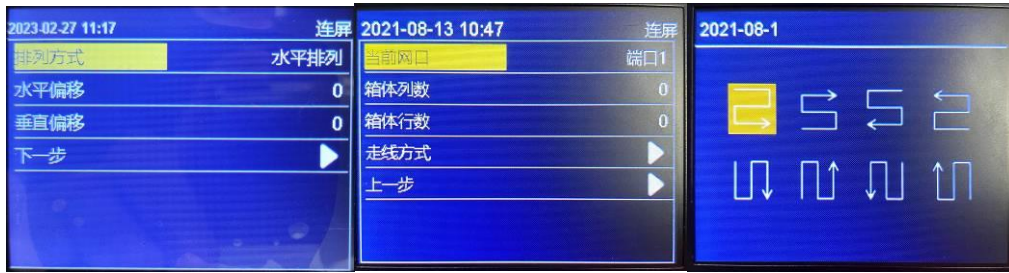 2023-02-27 11:17 连屏
排列方式 水平排列
水平偏移 0
垂直偏移 0
下一步
2021-08-13 10:47 连屏
当前网口 端口1
箱体列数 0
箱体行数 0
走线方式
上一步
2021-08-1